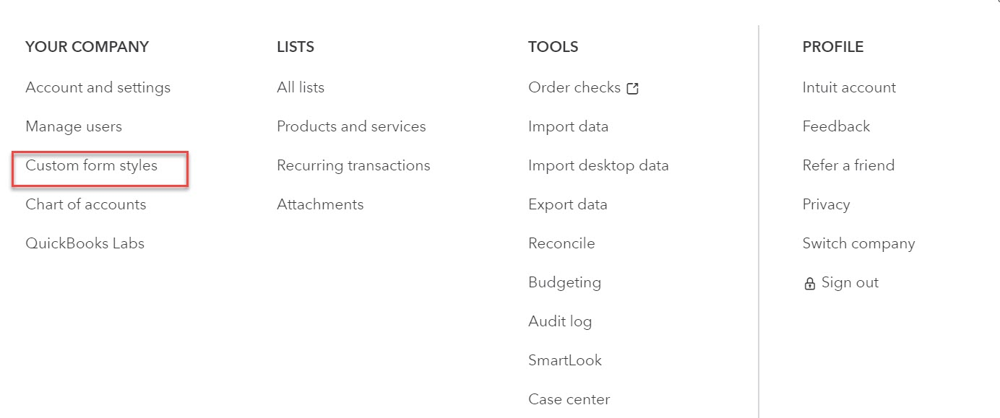 YOUR COMPANY
Account and settings
Manage users
Custom form styles
Chart of accounts
QuickBooks Labs
LISTS
All lists
Products and services
Recurring transactions
Attachments
TOOLS
Order checks
Import data
Import desktop data
Export data
Reconcile
Budgeting
Audit log
SmartLook
Case center
PROFILE
Intuit account
Feedback
Refer a friend
Privacy
Switch company
Sign out